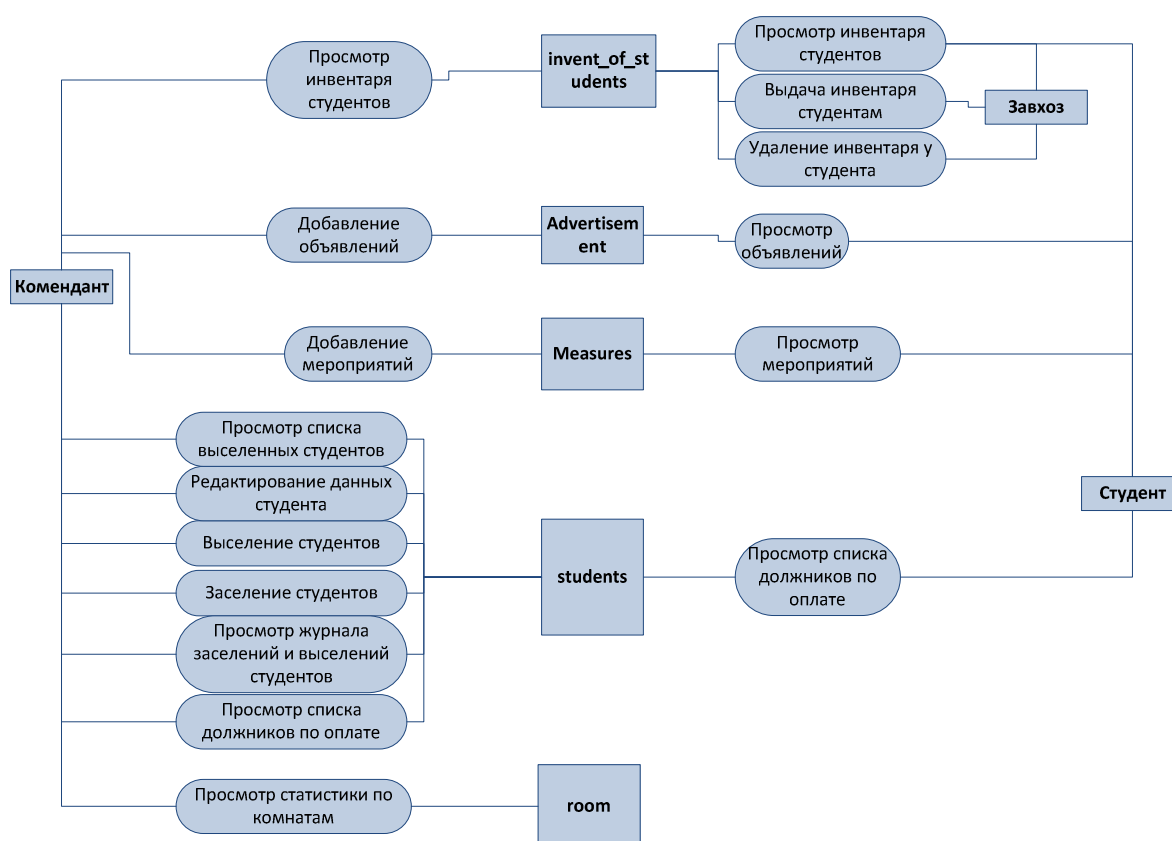 Просмотр
инвентаря
студентов
invent_of_st
udents
Просмотр инвентаря
студентов
Выдача инвентаря
студентам
Завхоз
Удаление инвентаря у
студента
Добавление
объявлений
Advertisem
ent
Просмотр
объявлений
Комендант
Добавление
мероприятий
Measures
Просмотр
мероприятий
Просмотр списка
выселенных студентов
Редактирование данных
студента
Выселение студентов
Заселение студентов
Просмотр журнала
заселений и выселений
студентов
Просмотр списка
должников по оплате
students
Просмотр списка
должников по
оплате
Студент
Просмотр статистики по
комнатам
room